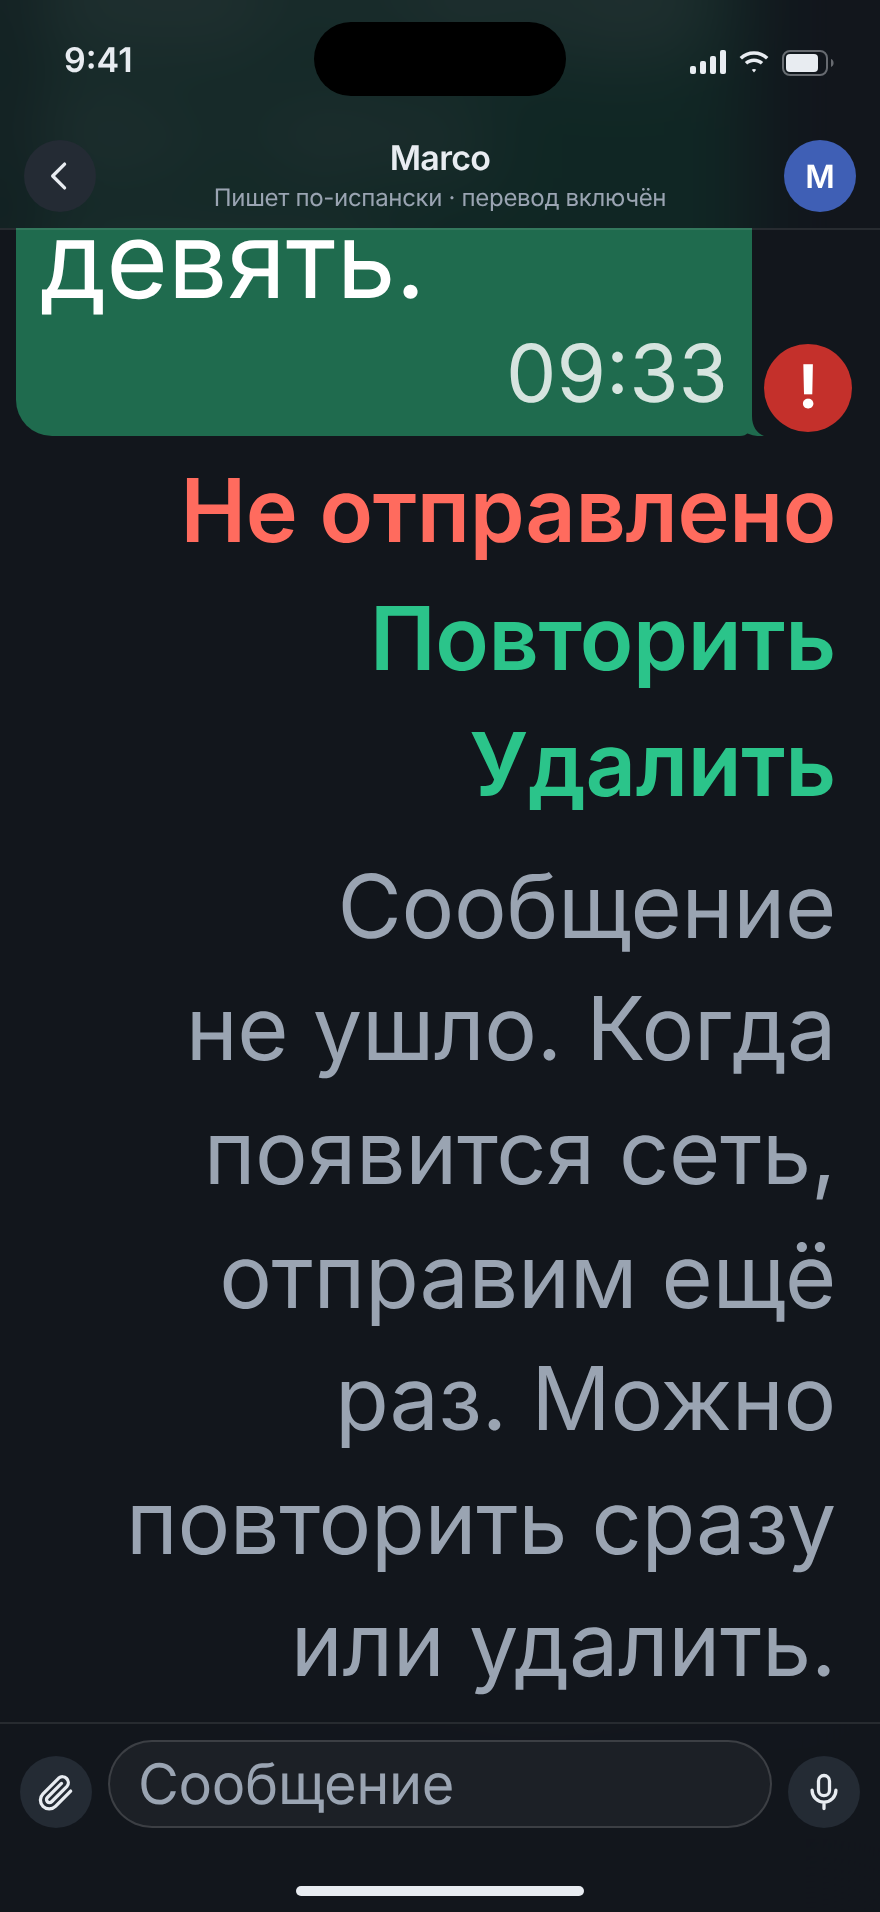 9:41
Marco
Пишет по-испански · перевод включён
M
девять.
09:33
!
Не отправлено
Повторить
Удалить
Сообщение
не ушло. Когда
появится сеть,
отправим ещё
раз. Можно
повторить сразу
или удалить.
Сообщение